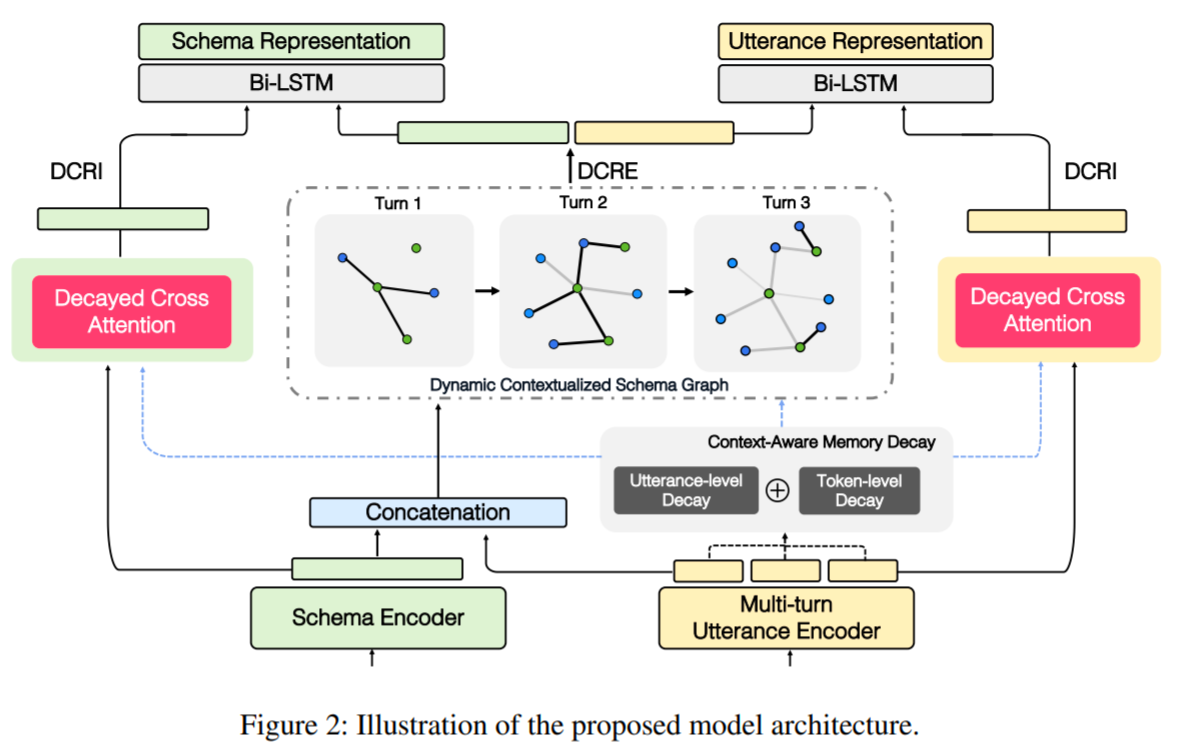 Schema Representation
Utterance Representation
Bi-LSTM
Bi-LSTM
DCRI
DCRE
DCRI
Turn 1
Turn 2
Turn 3
Decayed Cross
Attention
Decayed Cross
Attention
Dynamic Contextualized Schema Graph
Context-Aware Memory Decay
Utterance-level
Decay
Token-level
Decay
Concatenation
Schema Encoder
Multi-turn
Utterance Encoder
Figure 2: Illustration of the proposed model architecture.